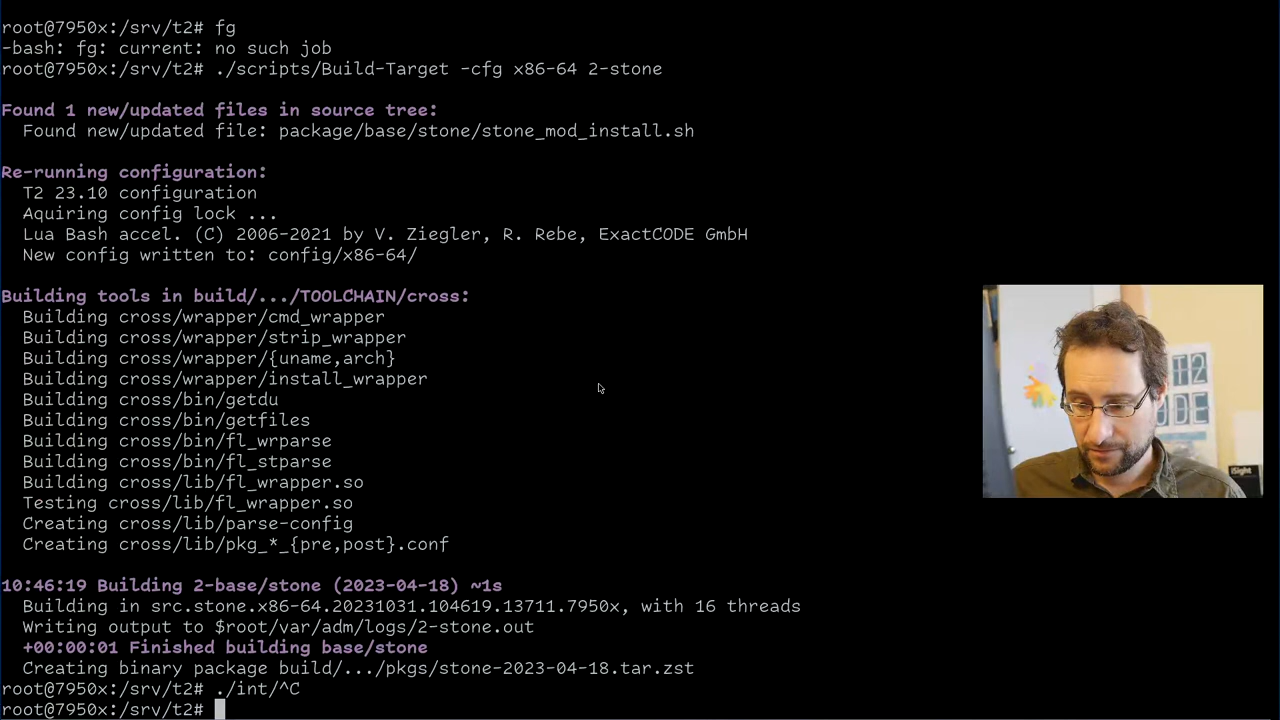 root@7950x:/srv/t2# fg
-bash: fg: current: no such job
root@7950x:/srv/t2# ./scripts/Build-Target -cfg x86-64 2-stone
Found 1 new/updated files in source tree:
Found new/updated file: package/base/stone/stone_mod_install.sh
Re-running configuration:
T2 23.10 configuration
Aquiring config lock ...
Lua Bash accel. (C) 2006-2021 by V. Ziegler, R. Rebe, ExactCODE GmbH
New config written to: config/x86-64/
Building tools in build/.../TOOLCHAIN/cross:
Building cross/wrapper/cmd_wrapper
Building cross/wrapper/strip_wrapper
Building cross/wrapper/{uname,arch}
Building cross/wrapper/install_wrapper
Building cross/bin/getdu
Building cross/bin/getfiles
Building cross/bin/fl_wrparse
Building cross/bin/fl_stparse
Building cross/lib/fl_wrapper.so
Testing cross/lib/fl_wrapper.so
Creating cross/lib/parse-config
Creating cross/lib/pkg_*_{pre,post}.conf
10:46:19 Building 2-base/stone (2023-04-18) ~1s
Building in src.stone.x86-64.20231031.104619.13711.7950x, with 16 threads
Writing output to $root/var/adm/logs/2-stone.out
+00:00:01 Finished building base/stone
Creating binary package build/.../pkgs/stone-2023-04-18.tar.zst
root@7950x:/srv/t2# ./int/^C
root@7950x:/srv/t2#
T2
iSight